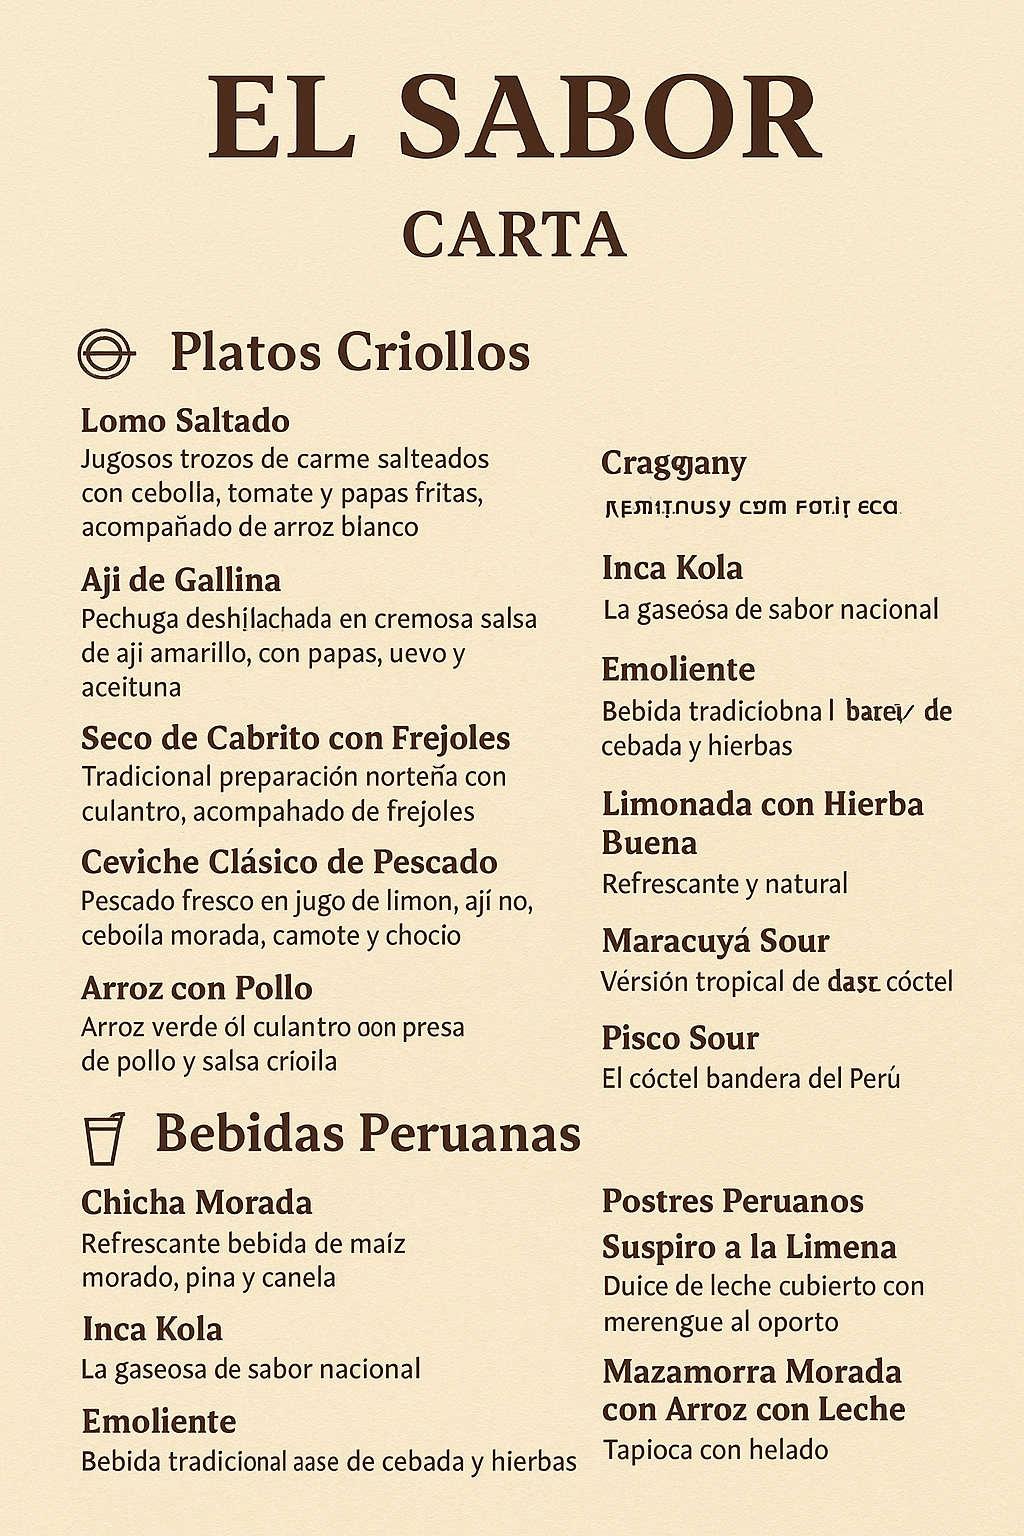 EL SABOR
CARTA
Platos Criollos
Lomo Saltado
Jugosos trozos de carme salteados
con cebolla, tomate y papas fritas,
acompañado de arroz blanco
Aji de Gallina
Pechuga deshilachada en cremosa salsa
de aji amarillo, con papas, uevo y
aceituna
Seco de Cabrito con Frejoles
Tradicional preparación norteña con
culantro, acompahado de frejoles
Ceviche Clásico de Pescado
Pescado fresco en jugo de limon, ají no,
ceboíla morada, camote y chocio
Arroz con Pollo
Arroz verde ól culantro oon presa
de pollo y salsa críoila
Bebidas Peruanas
Chicha Morada
Refrescante bebida de maíz
morado, pina y canela
Inca Kola
La gaseosa de sabor nacional
Emoliente
Bebida tradicional aase de cebada y hierbas
Inca Kola
La gaseósa de sabor nacional
Emoliente
Bebida tradicíobnal de
cebada y hierbas
Limonada con Hierba
Buena
Refrescante y natural
Maracuyá Sour
Vérsión tropical de cóctel
Pisco Sour
El cóctel bandera del Perú
Postres Peruanos
Suspiro a la Limena
Duice de leche cubierto con
merengue al oporto
Mazamorra Morada
con Arroz con Leche
Tapioca con helado